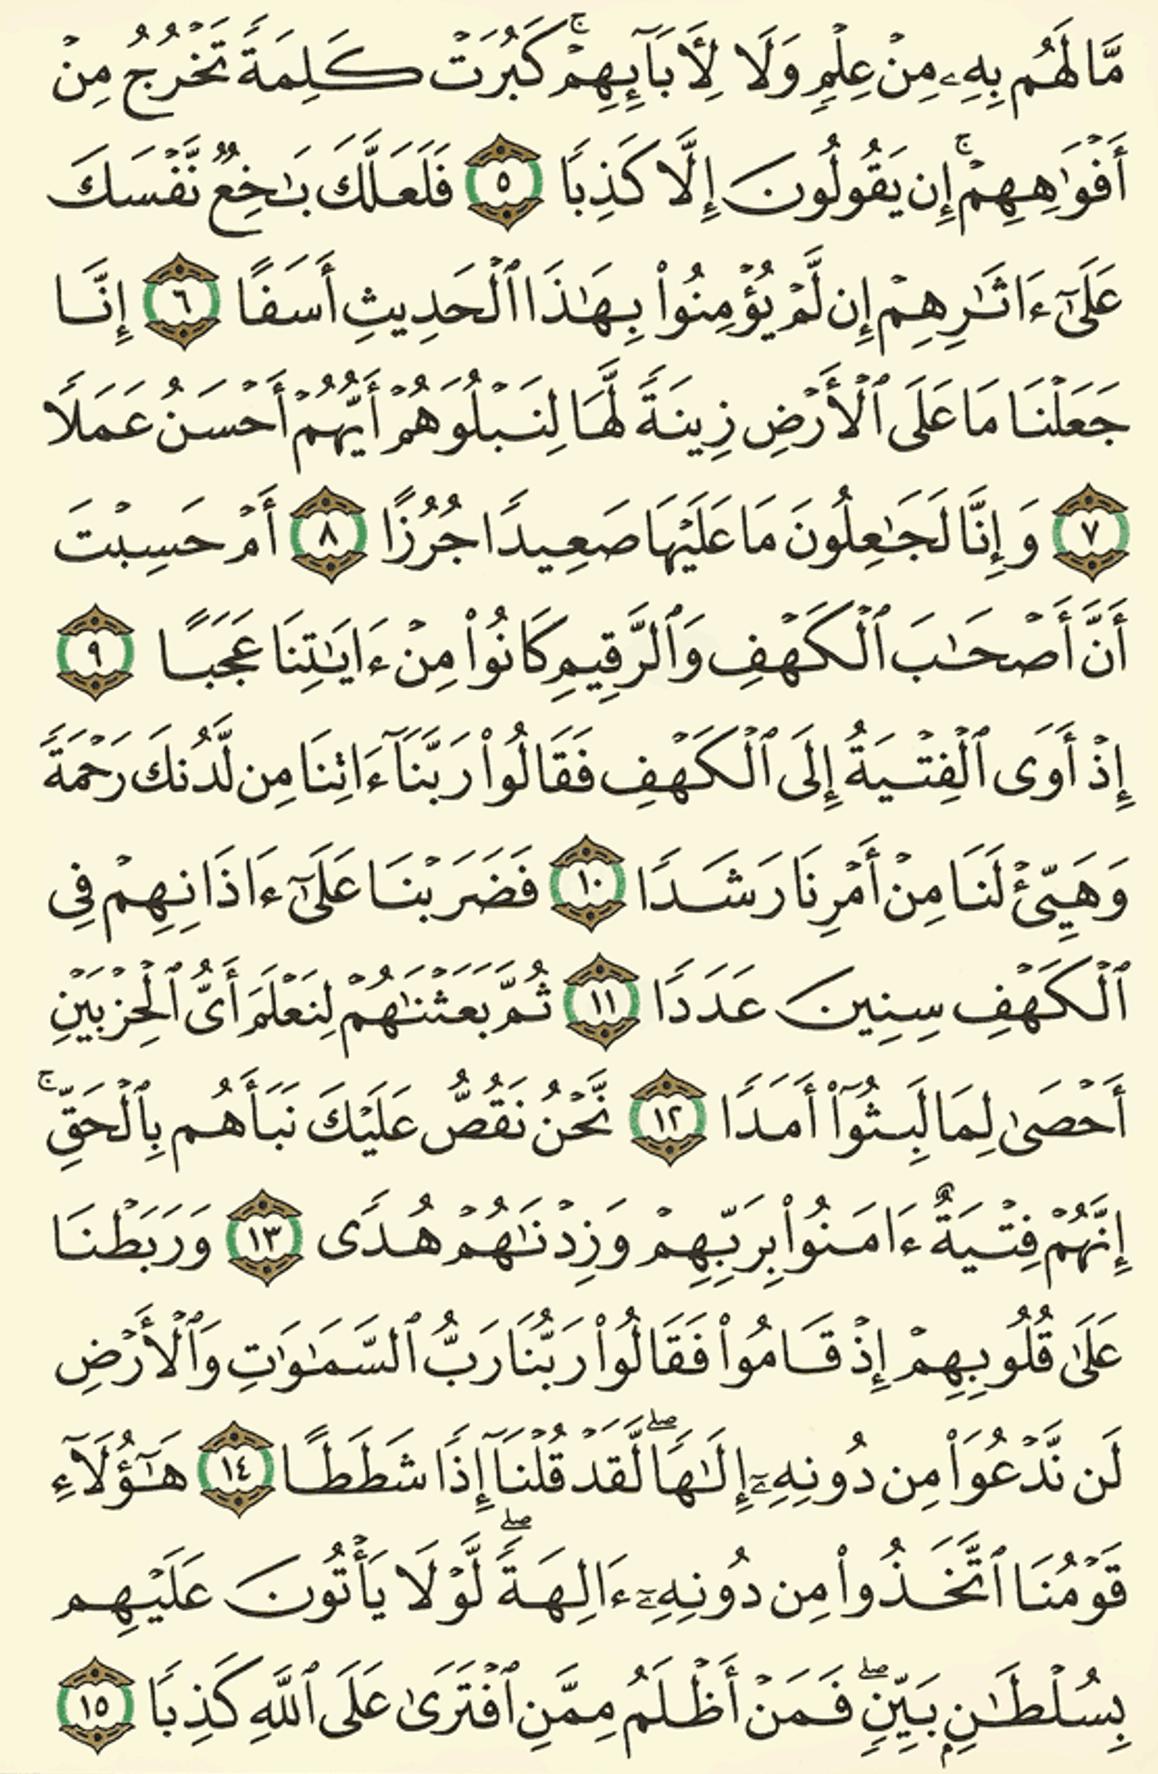 مَّا لَهُم بِهِۦ مِنْ عِلْمٍ وَلَا لِأَبَآئِهِمْ ۚ كَبُرَتْ كَلِمَةً تَخْرُجُ مِنْ
أَفْوَٰهِهِمْ ۚ إِن يَقُولُونَ إِلَّا كَذِبًا ٥ فَلَعَلَّكَ بَٰخِعٌ نَّفْسَكَ
عَلَىٰٓ ءَاثَٰرِهِمْ إِن لَّمْ يُؤْمِنُوا۟ بِهَٰذَا ٱلْحَدِيثِ أَسَفًا ٦ إِنَّا
جَعَلْنَا مَا عَلَى ٱلْأَرْضِ زِينَةً لَّهَا لِنَبْلُوَهُمْ أَيُّهُمْ أَحْسَنُ عَمَلًا
٧ وَإِنَّا لَجَٰعِلُونَ مَا عَلَيْهَا صَعِيدًا جُرُزًا ٨ أَمْ حَسِبْتَ
أَنَّ أَصْحَٰبَ ٱلْكَهْفِ وَٱلرَّقِيمِ كَانُوا۟ مِنْ ءَايَٰتِنَا عَجَبًا ٩
إِذْ أَوَى ٱلْفِتْيَةُ إِلَى ٱلْكَهْفِ فَقَالُوا۟ رَبَّنَآ ءَاتِنَا مِن لَّدُنكَ رَحْمَةً
وَهَيِّئْ لَنَا مِنْ أَمْرِنَا رَشَدًا ١٠ فَضَرَبْنَا عَلَىٰٓ ءَاذَانِهِمْ فِى
ٱلْكَهْفِ سِنِينَ عَدَدًا ١١ ثُمَّ بَعَثْنَٰهُمْ لِنَعْلَمَ أَىُّ ٱلْحِزْبَيْنِ
أَحْصَىٰ لِمَا لَبِثُوٓا۟ أَمَدًا ١٢ نَّحْنُ نَقُصُّ عَلَيْكَ نَبَأَهُم بِٱلْحَقِّ ۚ
إِنَّهُمْ فِتْيَةٌ ءَامَنُوا۟ بِرَبِّهِمْ وَزِدْنَٰهُمْ هُدًى ١٣ وَرَبَطْنَا
عَلَىٰ قُلُوبِهِمْ إِذْ قَامُوا۟ فَقَالُوا۟ رَبُّنَا رَبُّ ٱلسَّمَٰوَٰتِ وَٱلْأَرْضِ
لَن نَّدْعُوَا۟ مِن دُونِهِۦٓ إِلَٰهًا ۖ لَّقَدْ قُلْنَآ إِذًا شَطَطًا ١٤ هَٰٓؤُلَآءِ
قَوْمُنَا ٱتَّخَذُوا۟ مِن دُونِهِۦٓ ءَالِهَةً ۖ لَّوْلَا يَأْتُونَ عَلَيْهِم
بِسُلْطَٰنٍۭ بَيِّنٍ ۖ فَمَنْ أَظْلَمُ مِمَّنِ ٱفْتَرَىٰ عَلَى ٱللَّهِ كَذِبًا ١٥